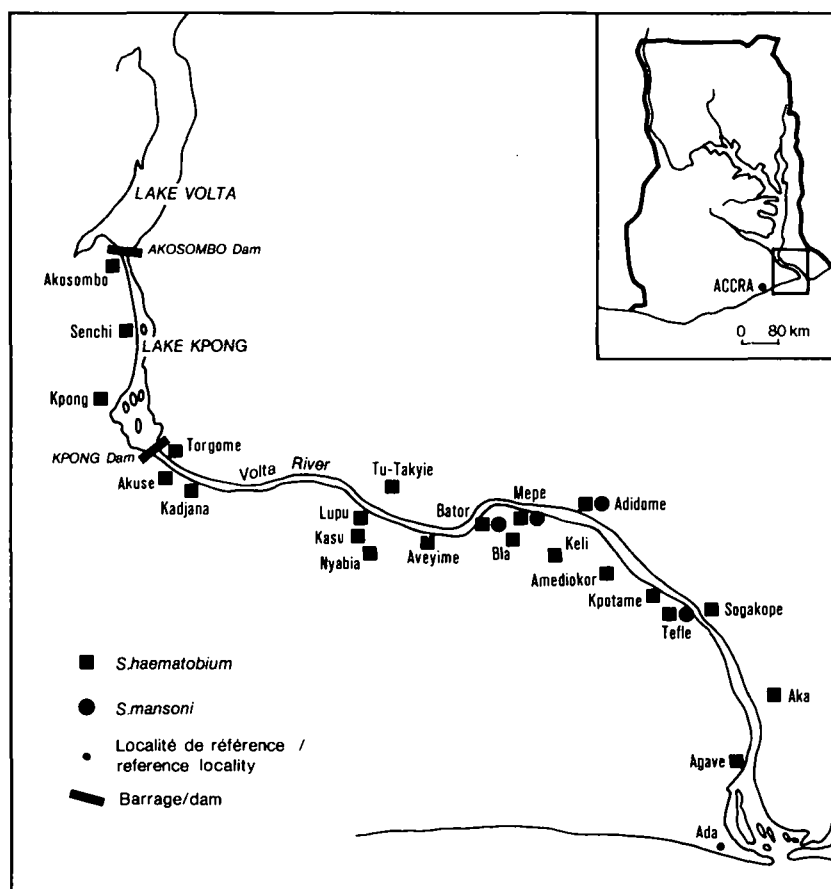 LAKE VOLTA
AKOSOMBO Dam
Akosombo
Senchi
LAKE KPONG
Kpong
KPONG Dam
Torgome
Akuse
Kadjana
Volta River
Tu-Takyie
Lupu
Kasu
Nyabia
Aveyime
Bator
Mepe
Bla
Keli
Adidome
Amediokor
Kpotame
Tefle
Sogakope
Aka
Agave
Ada
ACCRA
0 80 km
S.haematobium
S.mansoni
Localité de référence /
reference locality
Barrage/dam